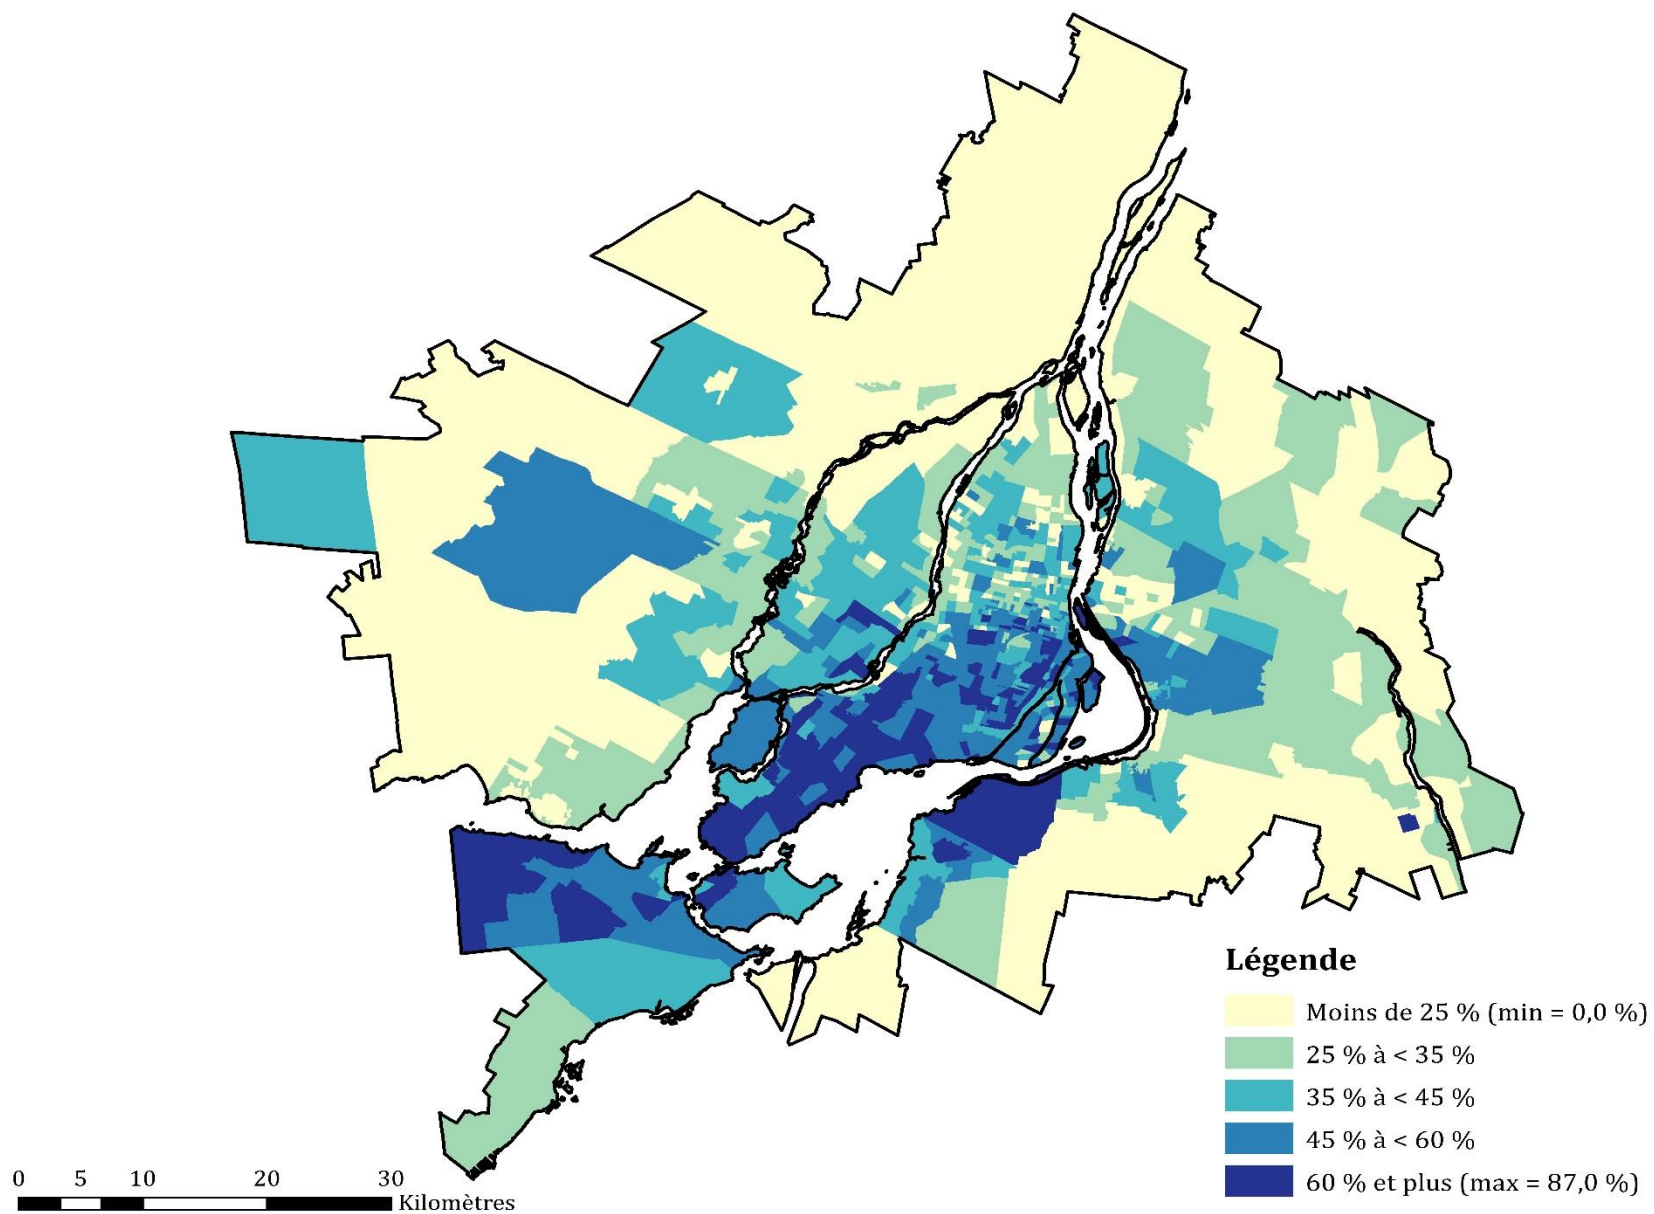 Légende
Moins de 25 % (min = 0,0 %)
25 % à < 35 %
35 % à < 45 %
45 % à < 60 %
60 % et plus (max = 87,0 %)
0 5 10 20 30
Kilomètres